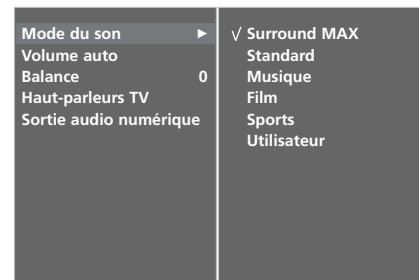 Mode du son ►
Volume auto
Balance 0
Haut-parleurs TV
Sortie audio numérique
√ Surround MAX
Standard
Musique
Film
Sports
Utilisateur